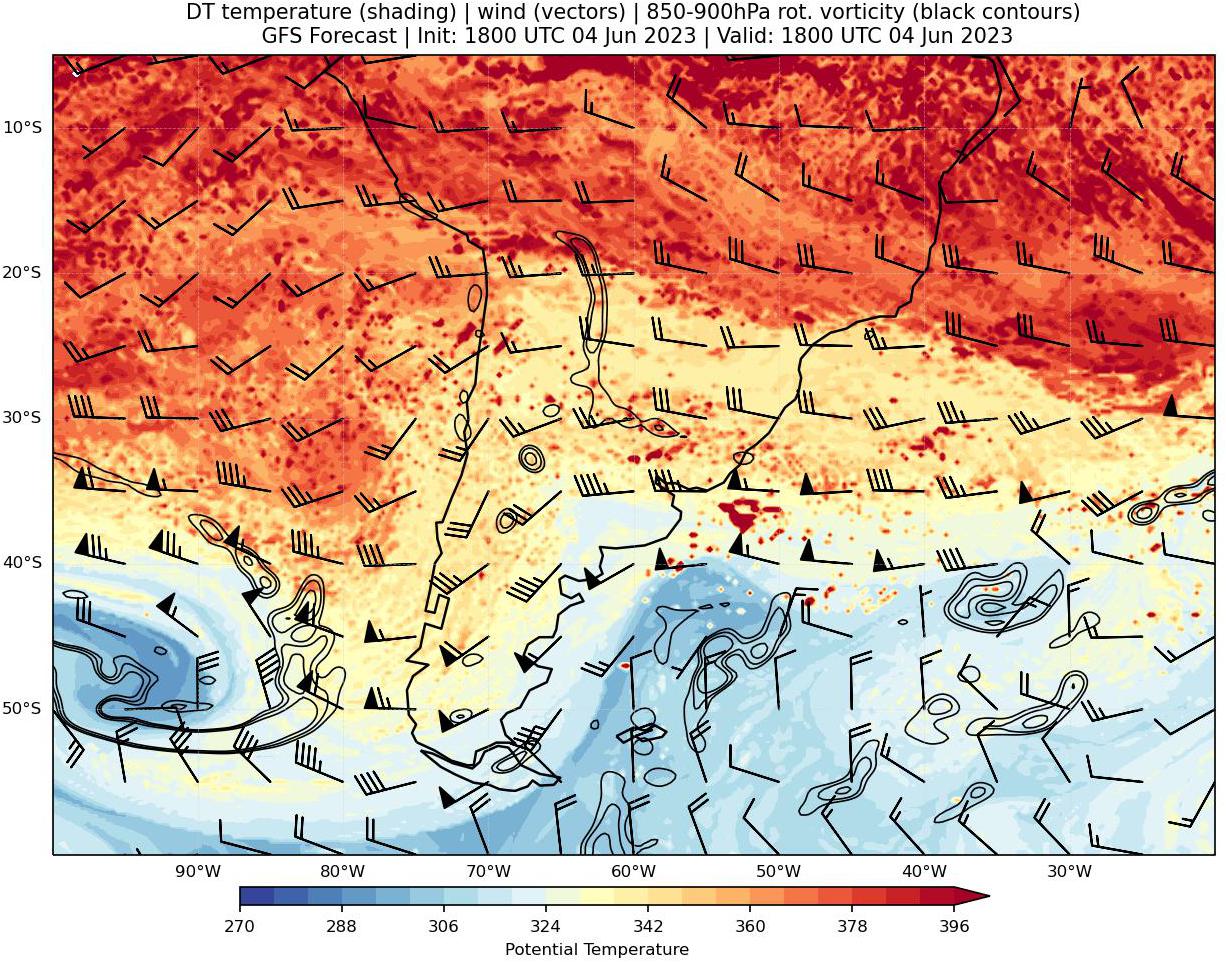 DT temperature (shading) | wind (vectors) | 850-900hPa rot. vorticity (black contours)
GFS Forecast | Init: 1800 UTC 04 Jun 2023 | Valid: 1800 UTC 04 Jun 2023
10°S
20°S
30°S
40°S
50°S
90°W 80°W 70°W 60°W 50°W 40°W 30°W
270 288 306 324 342 360 378 396
Potential Temperature